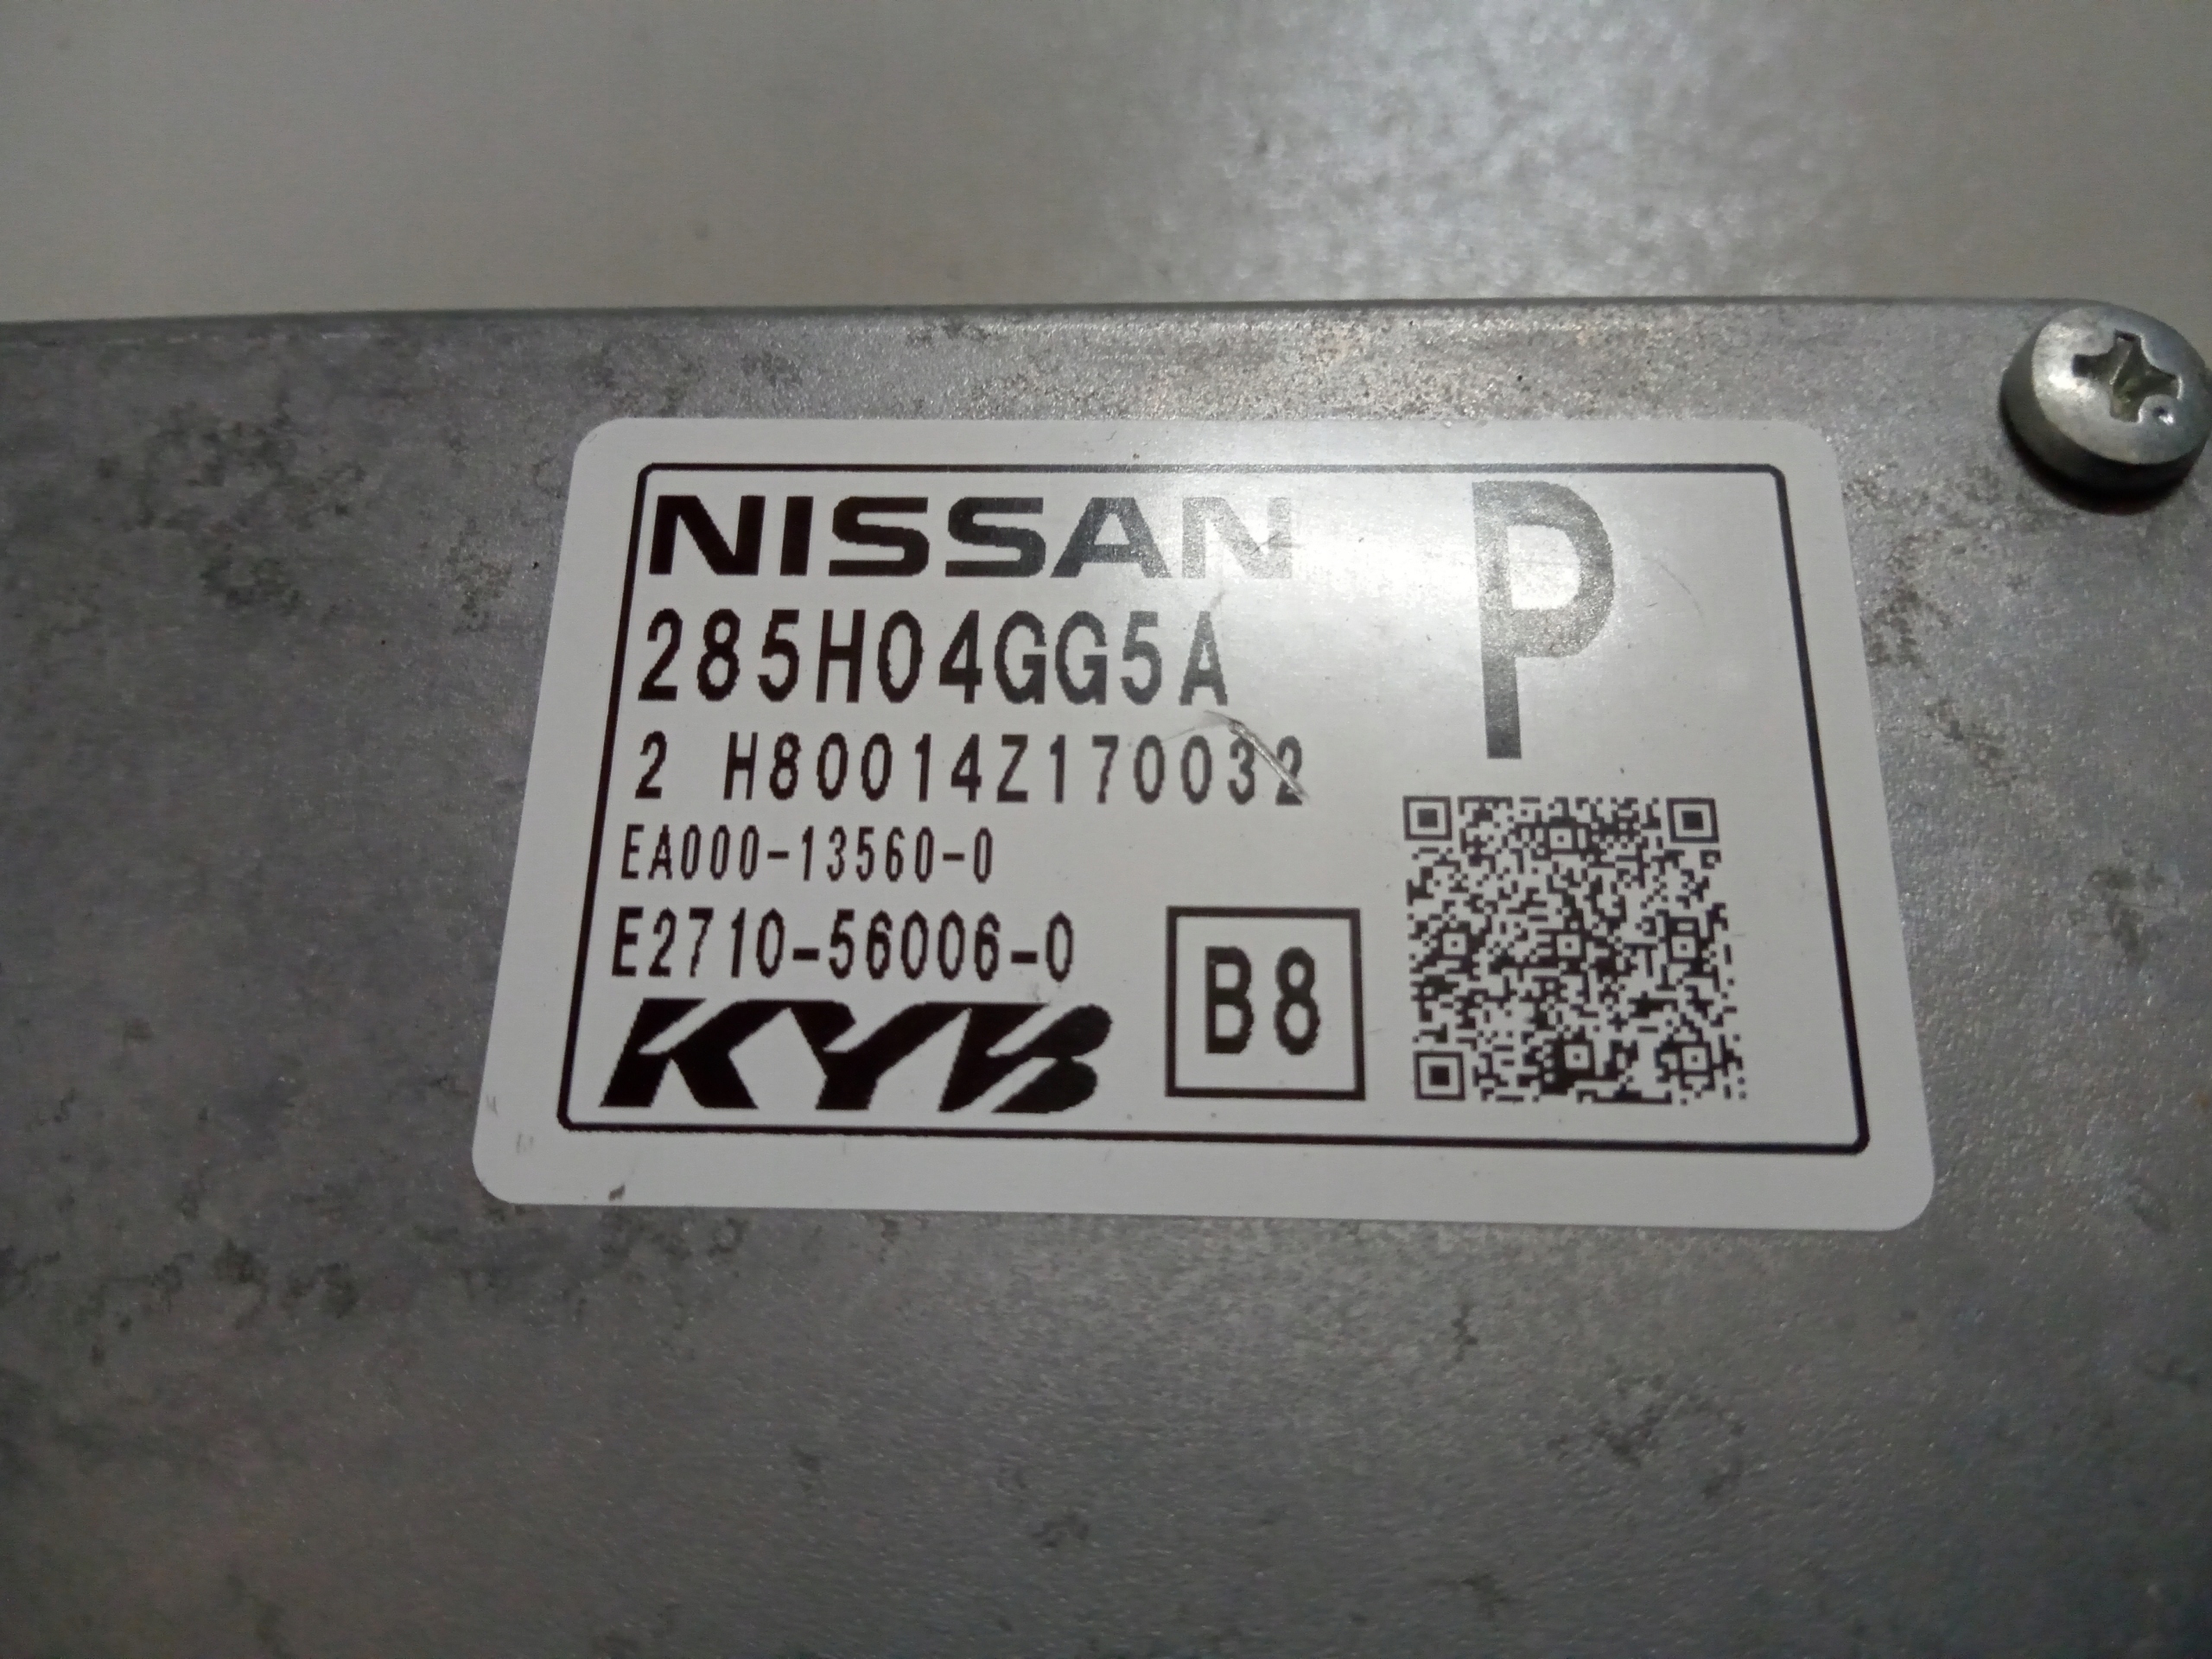 NISSAN
P
285H04GG5A
2 H80014Z170032
EA000-13560-0
E2710-56006-0
KYB
B8